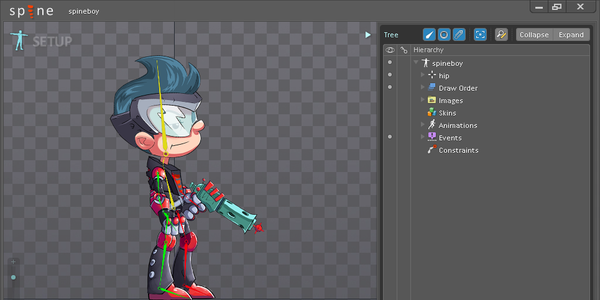 spine
spineboy
SETUP
Tree
Collapse Expand
Hierarchy
spineboy
hip
Draw Order
Images
Skins
Animations
Events
Constraints